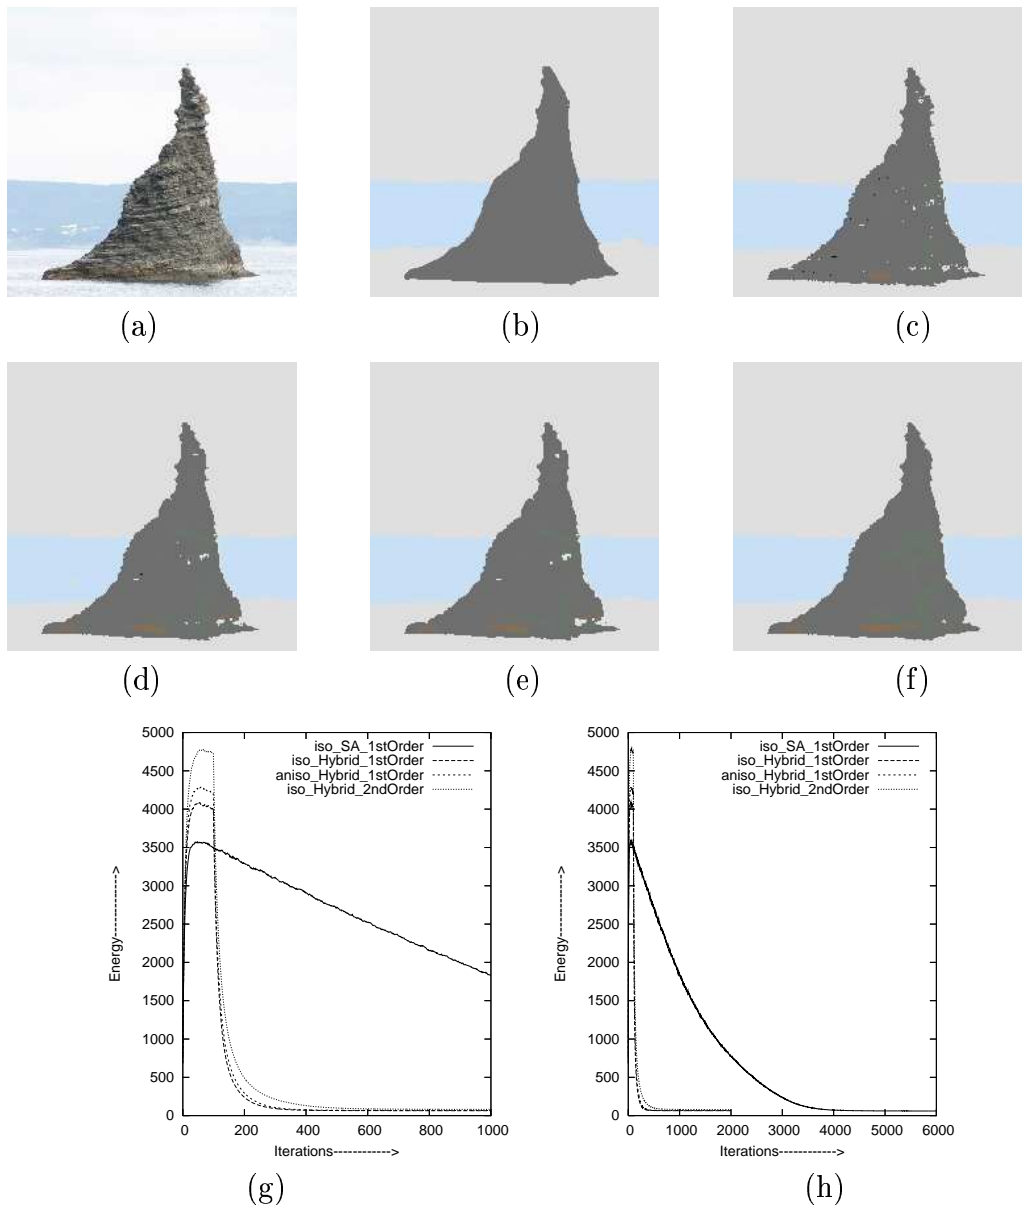 (a)
(b)
(c)
(d)
(e)
(f)
5000
4500
4000
3500
3000
2500
2000
1500
1000
500
0
Energy------------->
iso_SA_1stOrder
iso_Hybrid_1stOrder
aniso_Hybrid_1stOrder
iso_Hybrid_2ndOrder
0 200 400 600 800 1000
Iterations------------>
(g)
5000
4500
4000
3500
3000
2500
2000
1500
1000
500
0
Energy------------->
iso_SA_1stOrder
iso_Hybrid_1stOrder
aniso_Hybrid_1stOrder
iso_Hybrid_2ndOrder
0 1000 2000 3000 4000 5000 6000
Iterations------------>
(h)